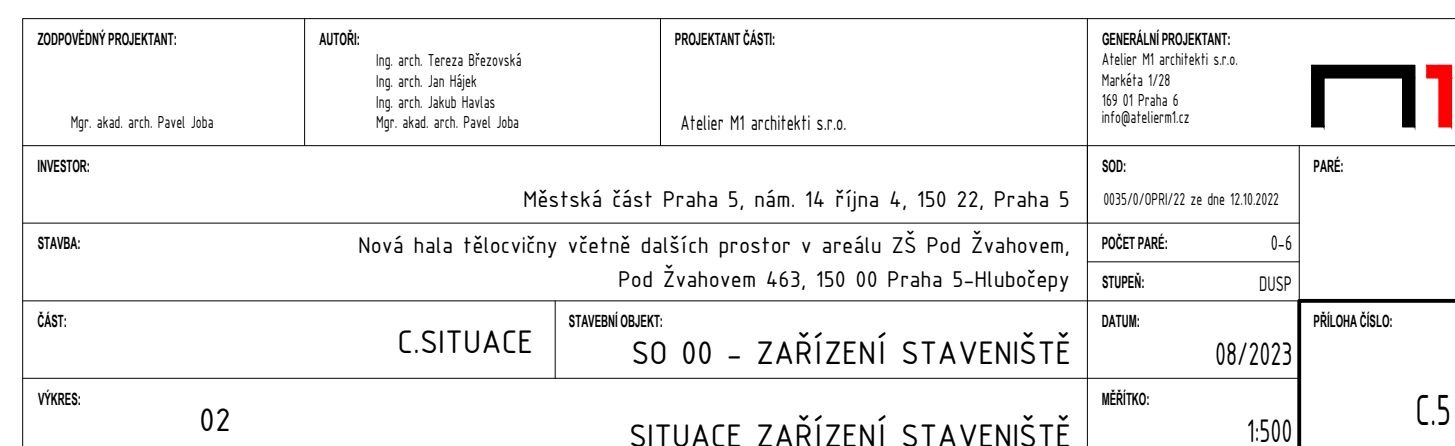 ZODPOVĚDNÝ PROJEKTANT:
Mgr. akad. arch. Pavel Joba
AUTOŘI:
Ing. arch. Tereza Březovská
Ing. arch. Jan Hájek
Ing. arch. Jakub Havlas
Mgr. akad. arch. Pavel Joba
PROJEKTANT ČÁSTI:
Atelier M1 architekti s.r.o.
GENERÁLNÍ PROJEKTANT:
Atelier M1 architekti s.r.o.
Markéta 1/28
169 01 Praha 6
info@atelierm1.cz
INVESTOR:
Městská část Praha 5, nám. 14 října 4, 150 22, Praha 5
SOD:
0035/0/OPRI/22 ze dne 12.10.2022
PARÉ:
STAVBA:
Nová hala tělocvičny včetně dalších prostor v areálu ZŠ Pod Žvahovem,
Pod Žvahovem 463, 150 00 Praha 5-Hlubočepy
POČET PARÉ: 0-6
STUPEŇ: DUSP
ČÁST:
C.SITUACE
STAVEBNÍ OBJEKT:
SO 00 - ZAŘÍZENÍ STAVENIŠTĚ
DATUM:
08/2023
PŘÍLOHA ČÍSLO:
C.5
VÝKRES:
02
SITUACE ZAŘÍZENÍ STAVENIŠTĚ
MĚŘÍTKO:
1:500